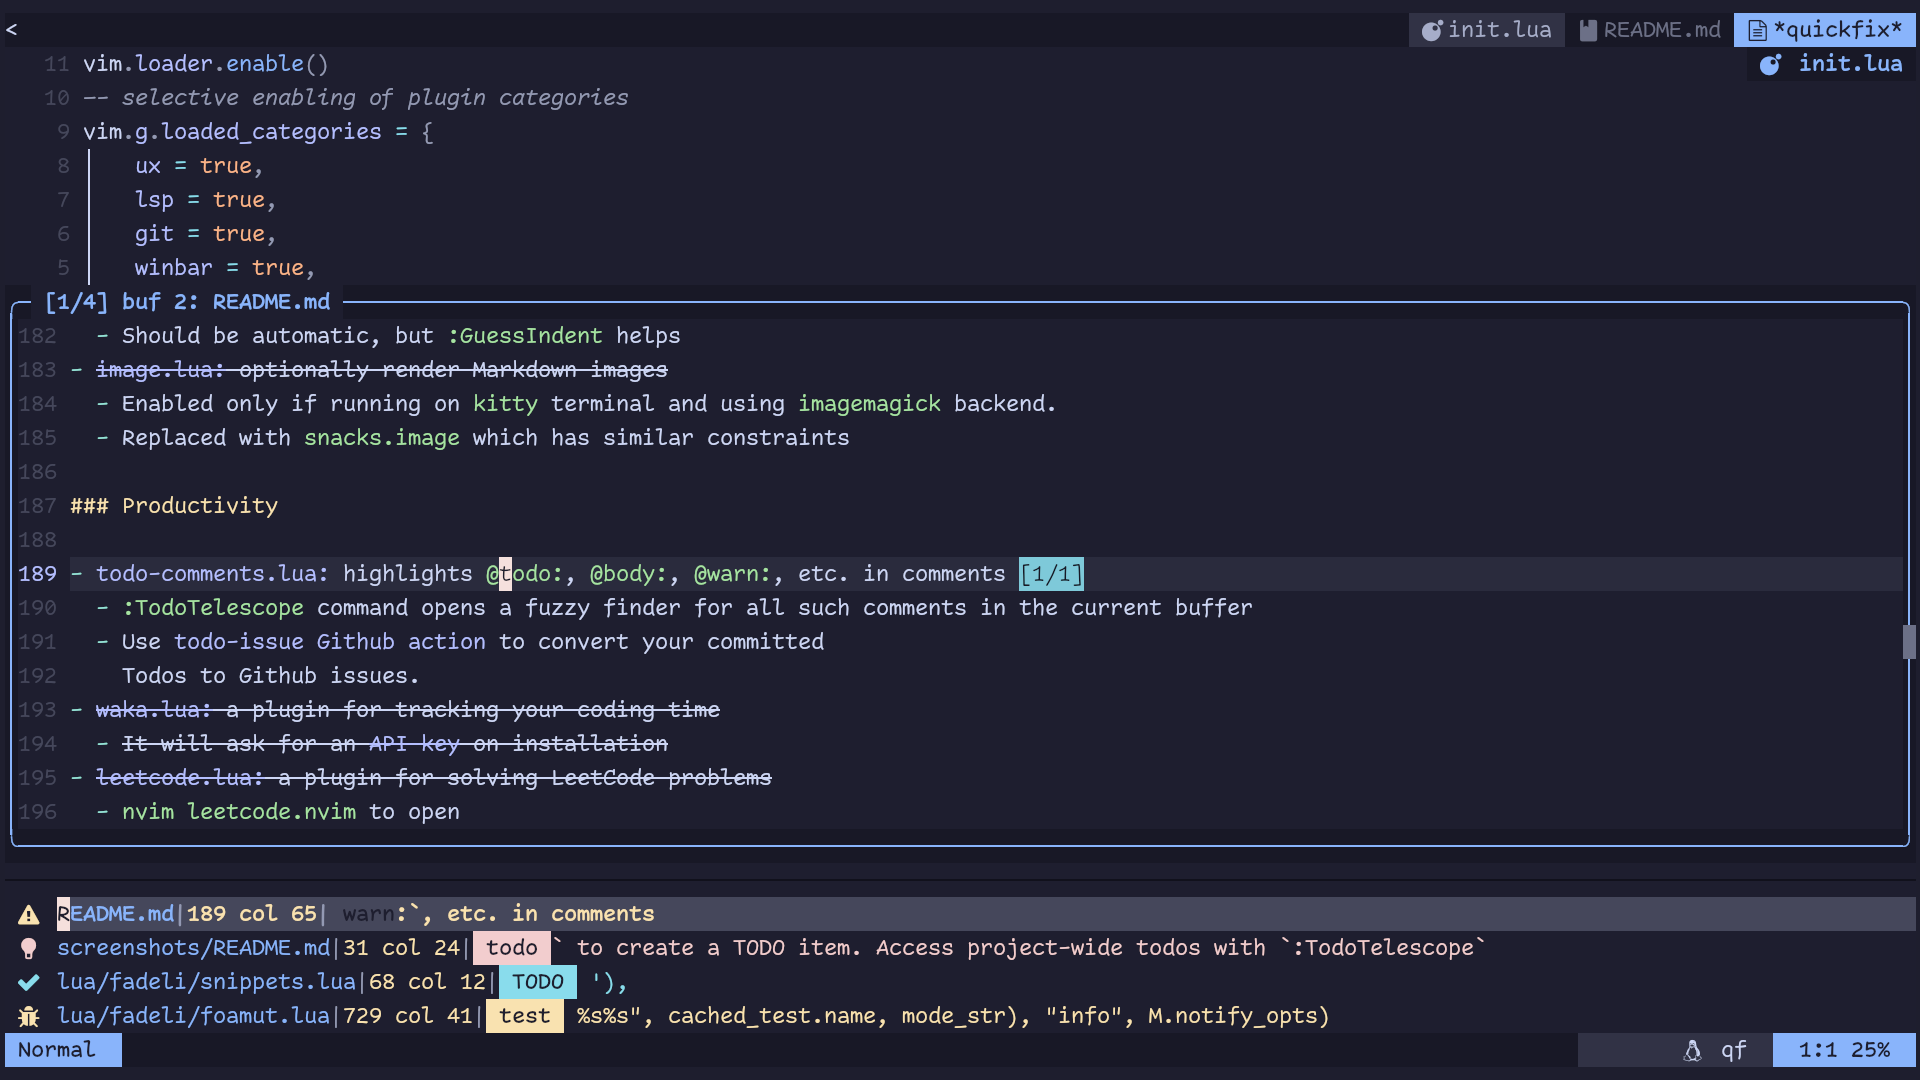 < init.lua README.md *quickfix*
11 vim.loader.enable() init.lua
10 -- selective enabling of plugin categories
9 vim.g.loaded_categories = {
8 ux = true,
7 lsp = true,
6 git = true,
5 winbar = true,
[1/4] buf 2: README.md
182 - Should be automatic, but :GuessIndent helps
183 - image.lua: optionally render Markdown images
184 - Enabled only if running on kitty terminal and using imagemagick backend.
185 - Replaced with snacks.image which has similar constraints
186
187 ### Productivity
188
189 - todo-comments.lua: highlights @todo:, @body:, @warn:, etc. in comments [1/1]
190 - :TodoTelescope command opens a fuzzy finder for all such comments in the current buffer
191 - Use todo-issue Github action to convert your committed
192 Todos to Github issues.
193 - waka.lua: a plugin for tracking your coding time
194 - It will ask for an API key on installation
195 - leetcode.lua: a plugin for solving LeetCode problems
196 - nvim leetcode.nvim to open
README.md|189 col 65| warn:`, etc. in comments
screenshots/README.md|31 col 24| todo ` to create a TODO item. Access project-wide todos with `:TodoTelescope`
lua/fadeli/snippets.lua|68 col 12| TODO '),
lua/fadeli/foamut.lua|729 col 41| test %s%s", cached_test.name, mode_str), "info", M.notify_opts)
Normal qf 1:1 25%